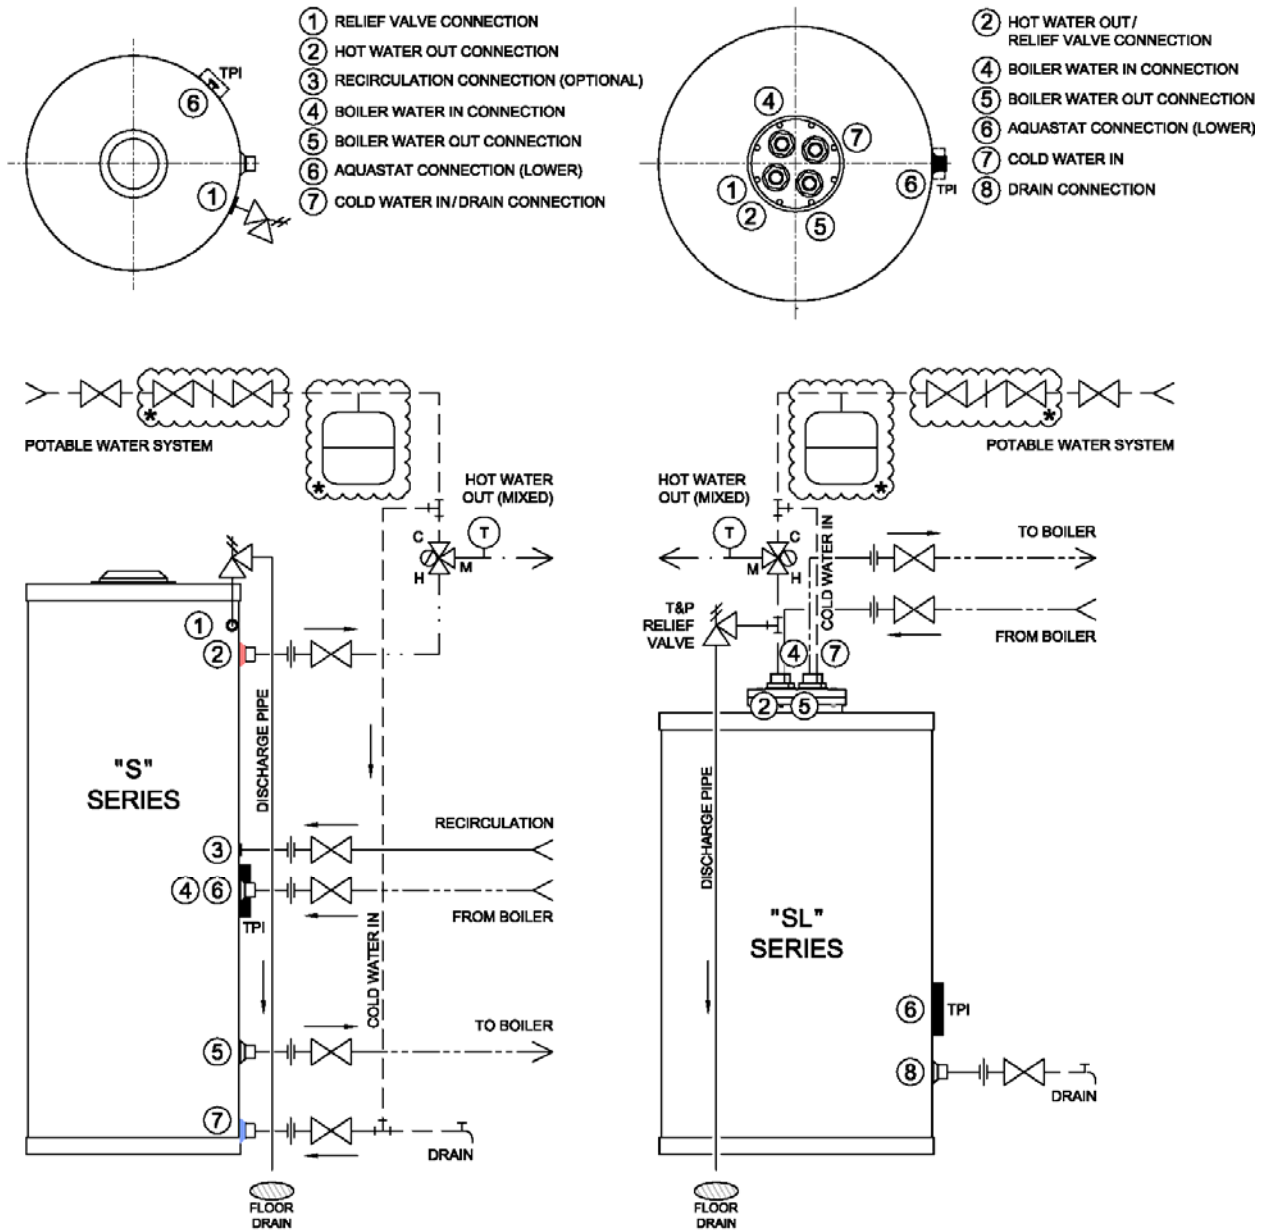 1 RELIEF VALVE CONNECTION
2 HOT WATER OUT CONNECTION
3 RECIRCULATION CONNECTION (OPTIONAL)
4 BOILER WATER IN CONNECTION
5 BOILER WATER OUT CONNECTION
6 AQUASTAT CONNECTION (LOWER)
7 COLD WATER IN/DRAIN CONNECTION
TPI
6
1
2 HOT WATER OUT/
RELIEF VALVE CONNECTION
4 BOILER WATER IN CONNECTION
5 BOILER WATER OUT CONNECTION
6 AQUASTAT CONNECTION (LOWER)
7 COLD WATER IN
8 DRAIN CONNECTION
4
7
1
2
5
6
TPI
*
POTABLE WATER SYSTEM
*
HOT WATER
OUT (MIXED)
T
C
H
M
1
2
DISCHARGE PIPE
"S"
SERIES
RECIRCULATION
3
4 6
TPI
FROM BOILER
COLD WATER IN
TO BOILER
5
7
DRAIN
FLOOR
DRAIN
*
POTABLE WATER SYSTEM
*
HOT WATER
OUT (MIXED)
T
C
M
H
COLD WATER IN
TO BOILER
T&P
RELIEF
VALVE
FROM BOILER
4 7
2 5
DISCHARGE PIPE
"SL"
SERIES
6 TPI
8
DRAIN
FLOOR
DRAIN